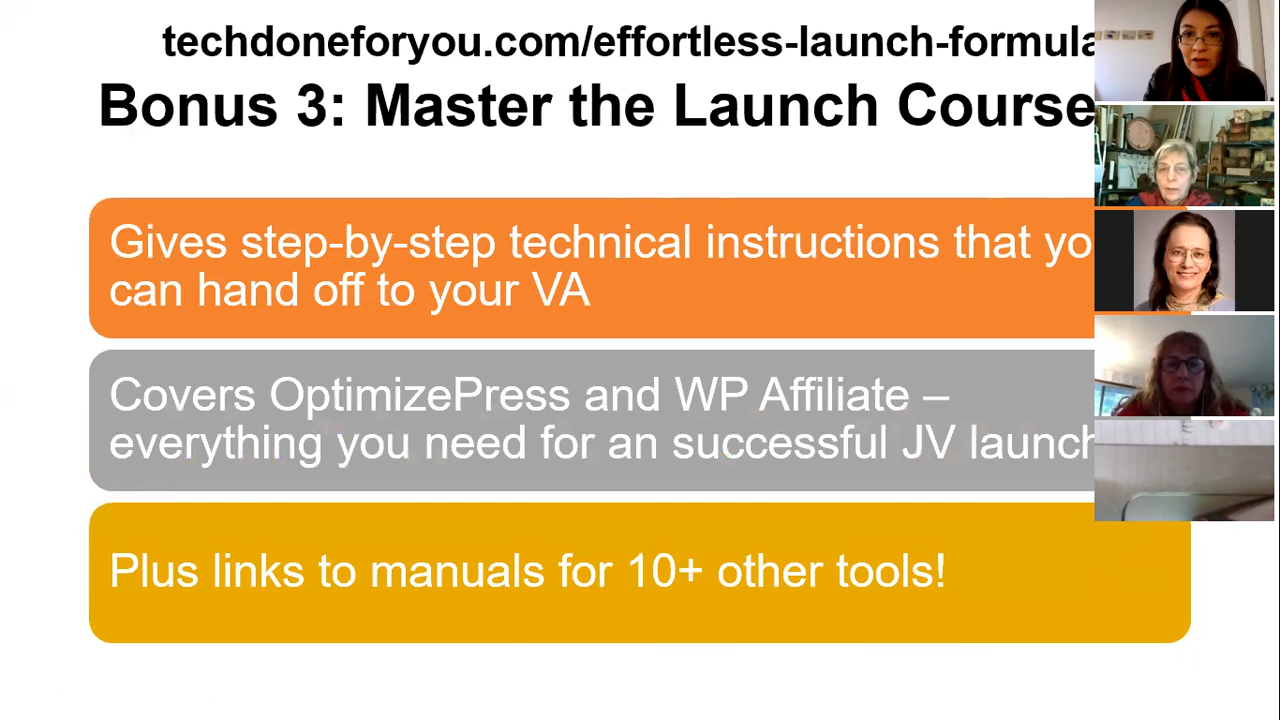 techdoneforyou.com/effortless-launch-formula
Bonus 3: Master the Launch Course
Gives step-by-step technical instructions that yo
can hand off to your VA
Covers OptimizePress and WP Affiliate –
everything you need for an successful JV launch
Plus links to manuals for 10+ other tools!